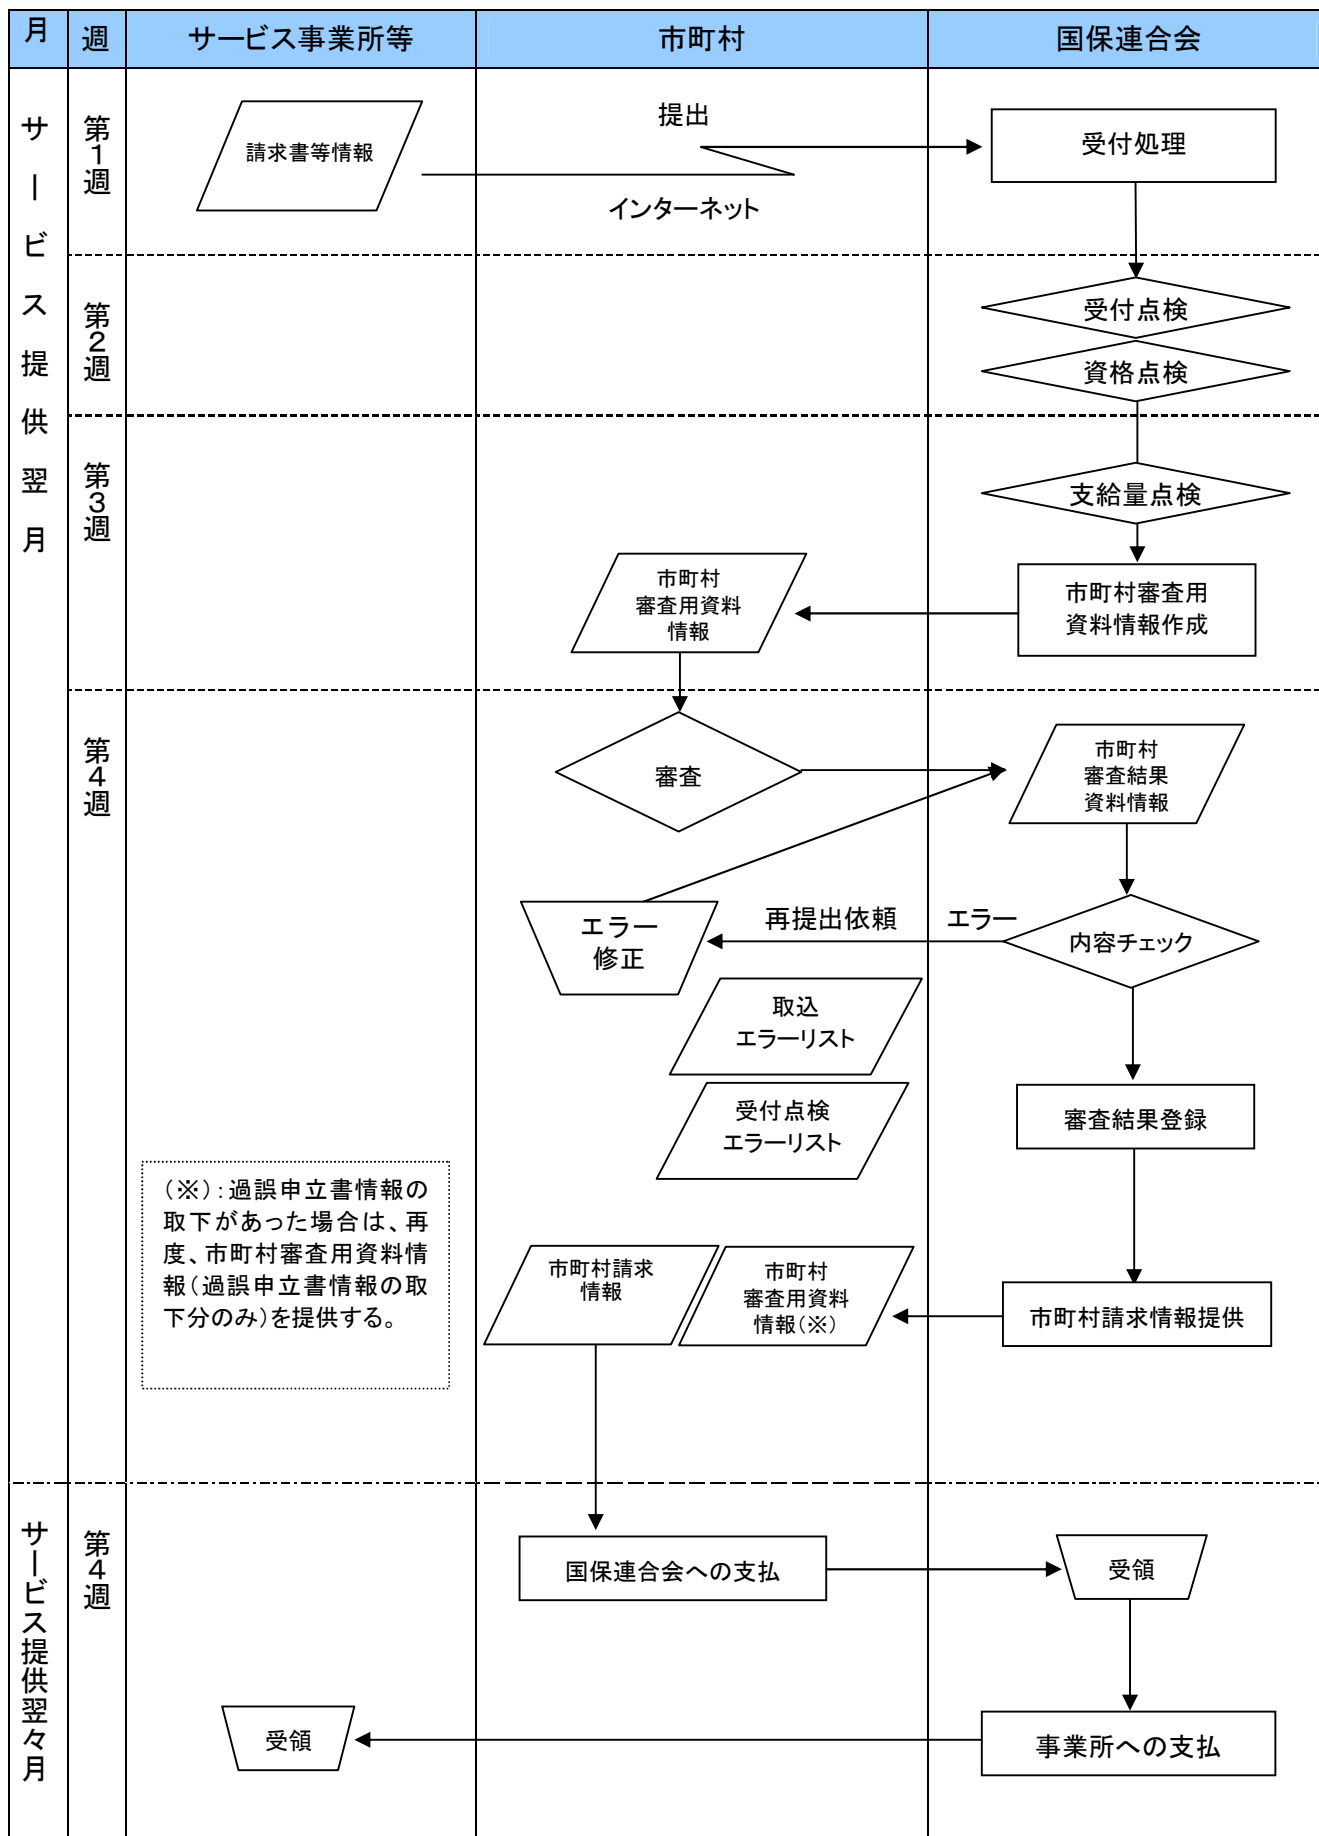 月 週 サービス事業所等 市町村 国保連合会
サービス提供翌月
第1週
請求書等情報
提出
インターネット
受付処理
第2週
受付点検
資格点検
第3週
支給量点検
市町村
審査用資料
情報
市町村審査用
資料情報作成
第4週
審査
市町村
審査結果
資料情報
エラー
修正
再提出依頼
エラー
内容チェック
取込
エラーリスト
受付点検
エラーリスト
審査結果登録
（※）：過誤申立書情報の
取下があった場合は、再
度、市町村審査用資料情
報（過誤申立書情報の取
下分のみ）を提供する。
市町村請求
情報
市町村
審査用資料
情報（※）
市町村請求情報提供
サービス提供翌々月
第4週
国保連合会への支払
受領
受領
事業所への支払